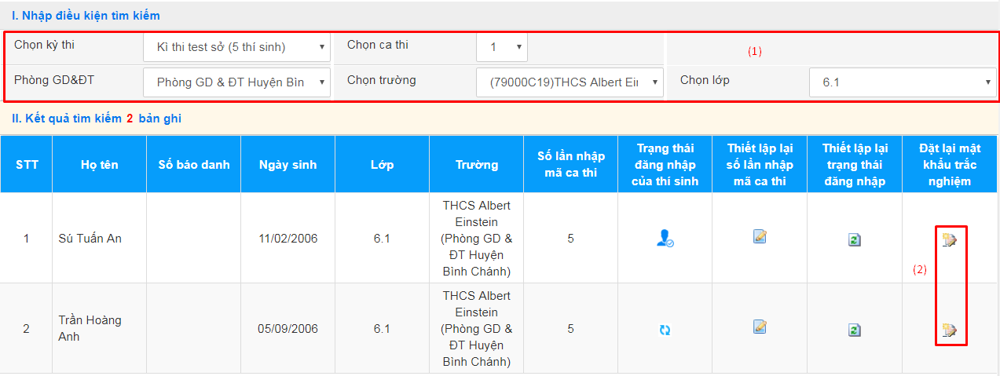 I. Nhập điều kiện tìm kiếm
Chọn kỳ thi
Kì thi test sở (5 thí sinh)
Chọn ca thi
1
(1)
Phòng GD&ĐT
Phòng GD & ĐT Huyện Bìn
Chọn trường
(79000C19)THCS Albert Ein
Chọn lớp
6.1
II. Kết quả tìm kiếm 2 bản ghi
STT
Họ tên
Số báo danh
Ngày sinh
Lớp
Trường
Số lần nhập
mã ca thi
Trạng thái
đăng nhập
của thí sinh
Thiết lập lại
số lần nhập
mã ca thi
Thiết lập lại
trạng thái
đăng nhập
Đặt lại mật
khẩu trắc
nghiệm
1
Sú Tuấn An
11/02/2006
6.1
THCS Albert
Einstein
(Phòng GD &
ĐT Huyện
Bình Chánh)
5
(2)
2
Trần Hoàng
Anh
05/09/2006
6.1
THCS Albert
Einstein
(Phòng GD &
ĐT Huyện
Bình Chánh)
5